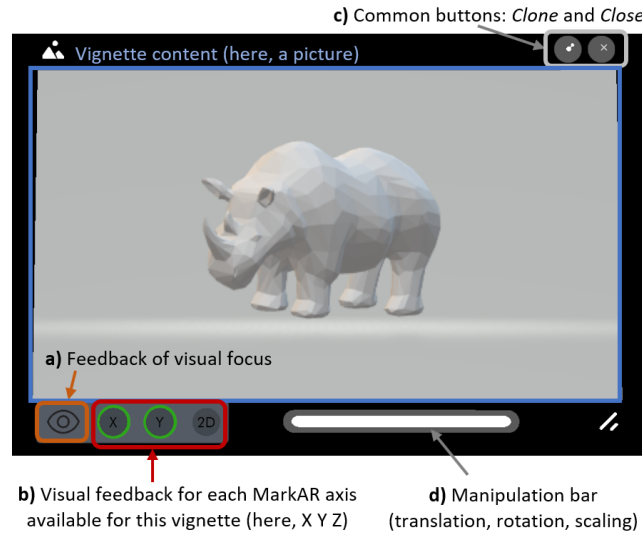 c) Common buttons: Clone and Close
Vignette content (here, a picture)
a) Feedback of visual focus
X Y 2D
b) Visual feedback for each MarkAR axis
available for this vignette (here, X Y Z)
d) Manipulation bar
(translation, rotation, scaling)